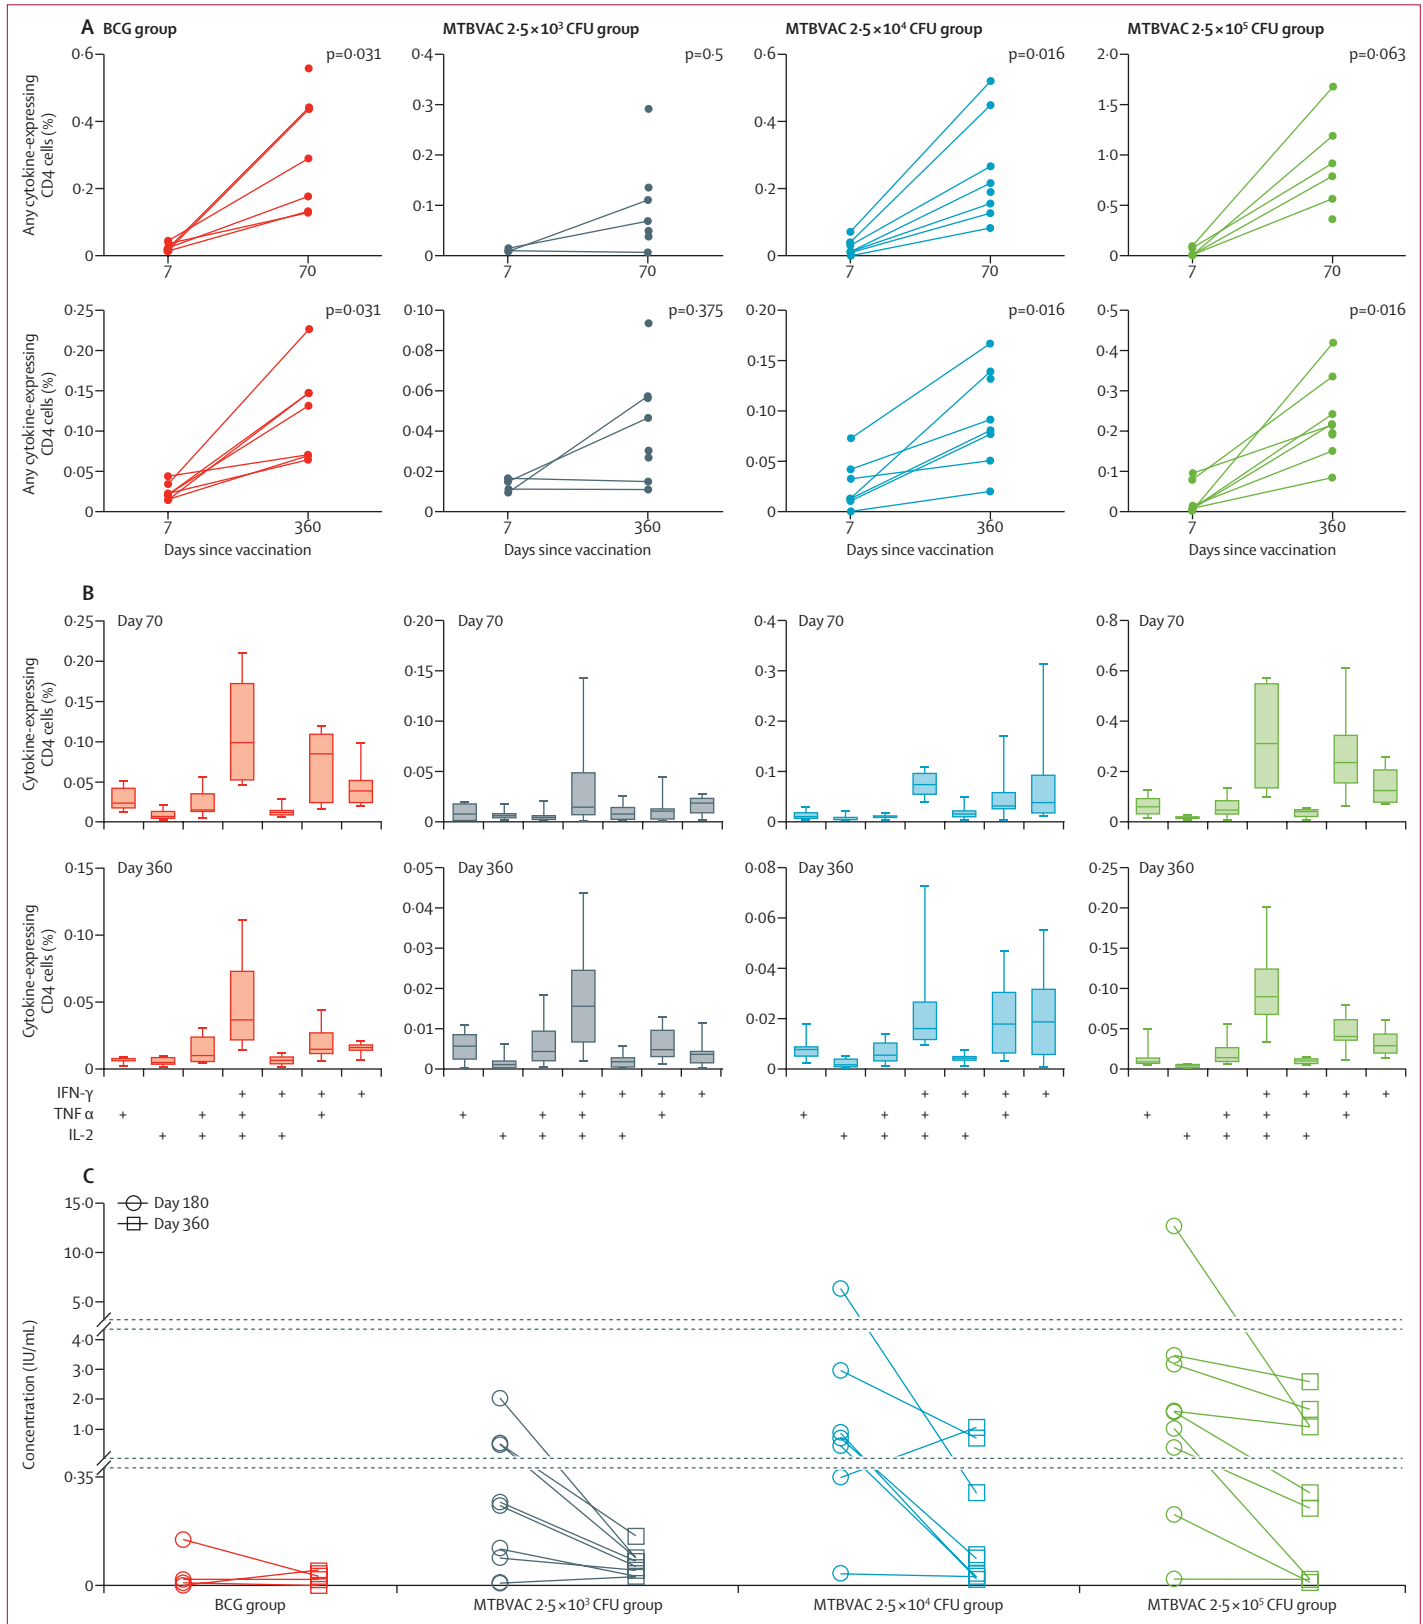 A BCG group MTBVAC 2·5×10³ CFU group MTBVAC 2·5×10⁴ CFU group MTBVAC 2·5×10⁵ CFU group
Any cytokine-expressing
CD4 cells (%)
p=0·031 p=0·5 p=0·016 p=0·063
0·6 0·4 0·6 2·0
0·3 1·5
0·4 0·2 0·4 1·0
0·2 0·1 0·2 0·5
0 0 0 0
7 70 7 70 7 70 7 70
Any cytokine-expressing
CD4 cells (%)
p=0·031 p=0·375 p=0·016 p=0·016
0·25 0·10 0·20 0·5
0·20 0·08 0·15 0·4
0·15 0·06 0·10 0·3
0·10 0·04 0·05 0·2
0·05 0·02 0·1
0 0 0 0
7 360 7 360 7 360 7 360
Days since vaccination Days since vaccination Days since vaccination Days since vaccination
B
Cytokine-expressing
CD4 cells (%)
Day 70 Day 70 Day 70 Day 70
0·25 0·20 0·4 0·8
0·20 0·15 0·3 0·6
0·15 0·10 0·2 0·4
0·10 0·05 0·1 0·2
0·05
0 0 0 0
Cytokine-expressing
CD4 cells (%)
Day 360 Day 360 Day 360 Day 360
0·15 0·05 0·08 0·25
0·04 0·06 0·20
0·10 0·03 0·04 0·15
0·05 0·02 0·02 0·10
0·01 0·05
0 0 0 0
IFN-γ + + + + + + + + + + + + + + + +
TNF α + + + + + + + + + + + + + + + +
IL-2 + + + + + + + + + + + + + + + +
C
Concentration (IU/mL)
Day 180
Day 360
15·0
10·0
5·0
4·0
3·0
2·0
1·0
0·35
0
BCG group MTBVAC 2·5×10³ CFU group MTBVAC 2·5×10⁴ CFU group MTBVAC 2·5×10⁵ CFU group